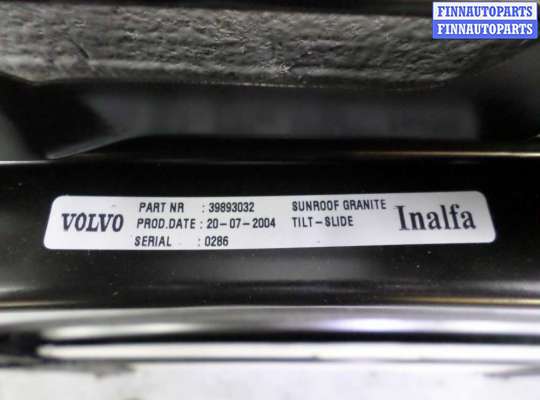 FINNAUTOPARTS
FINNAUTOPARTS
VOLVO
PART NR : 39893032 SUNROOF GRANITE
PROD.DATE : 20-07-2004 TILT-SLIDE
SERIAL : 0286
Inalfa